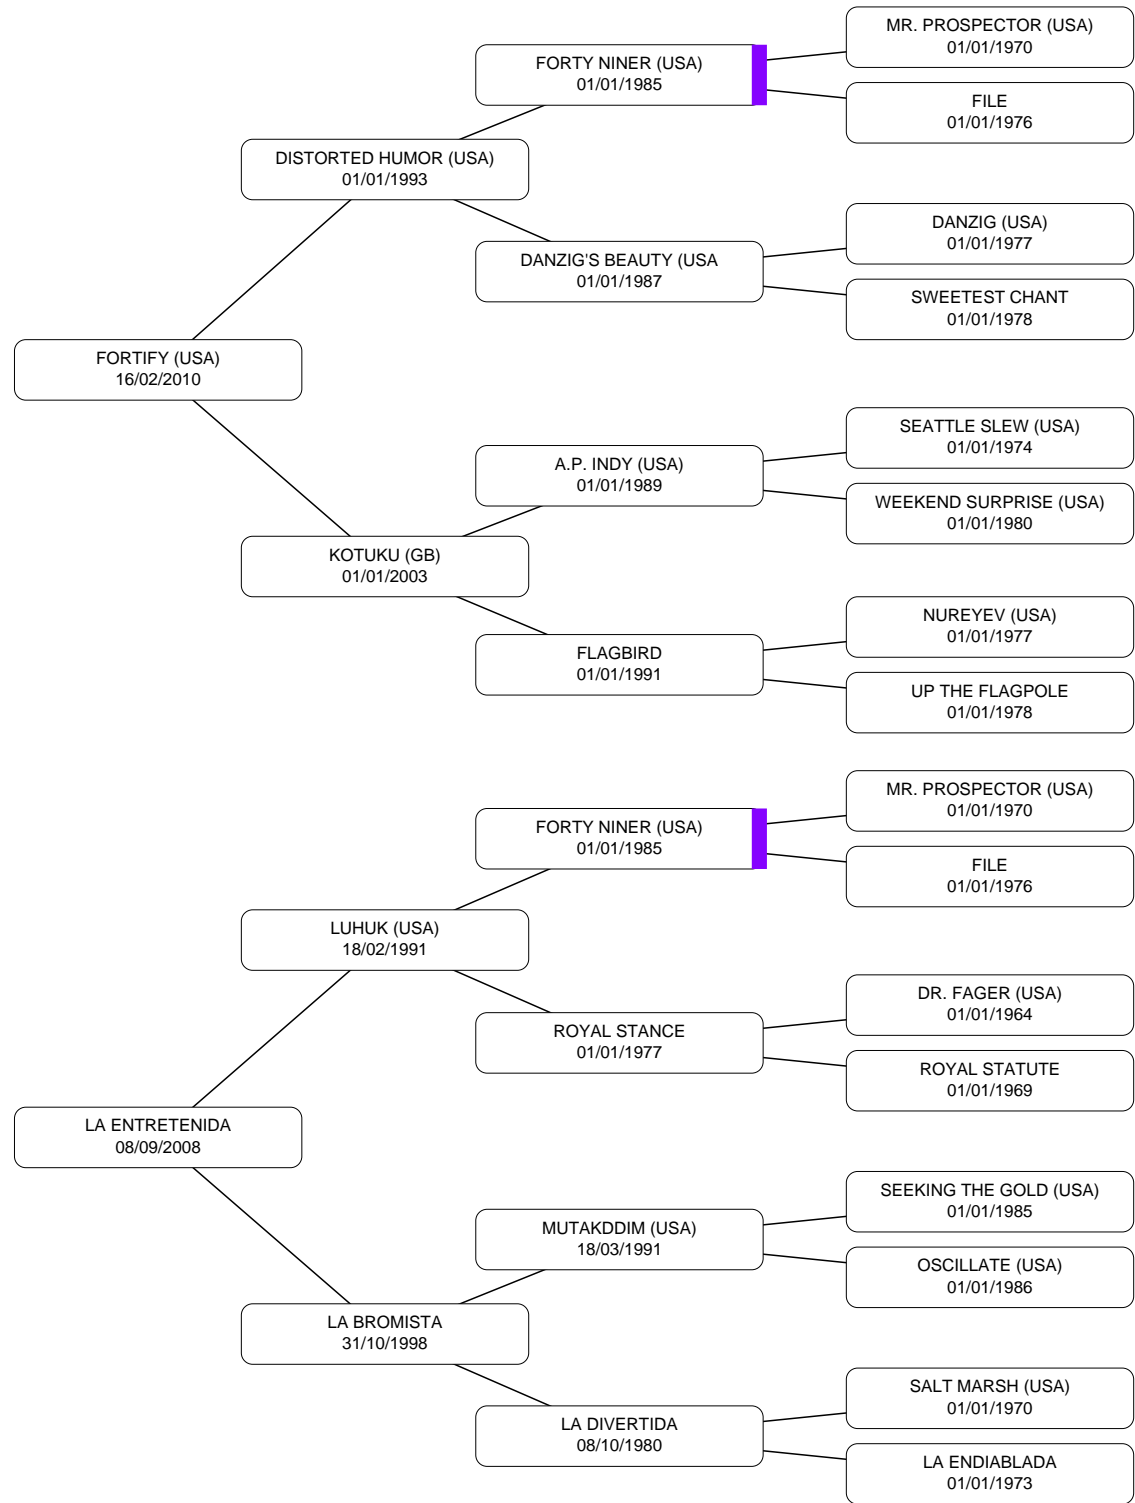 MR. PROSPECTOR (USA)
01/01/1970
FORTY NINER (USA)
01/01/1985
FILE
01/01/1976
DISTORTED HUMOR (USA)
01/01/1993
DANZIG (USA)
01/01/1977
DANZIG'S BEAUTY (USA
01/01/1987
SWEETEST CHANT
01/01/1978
FORTIFY (USA)
16/02/2010
SEATTLE SLEW (USA)
01/01/1974
A.P. INDY (USA)
01/01/1989
WEEKEND SURPRISE (USA)
01/01/1980
KOTUKU (GB)
01/01/2003
NUREYEV (USA)
01/01/1977
FLAGBIRD
01/01/1991
UP THE FLAGPOLE
01/01/1978
MR. PROSPECTOR (USA)
01/01/1970
FORTY NINER (USA)
01/01/1985
FILE
01/01/1976
LUHUK (USA)
18/02/1991
DR. FAGER (USA)
01/01/1964
ROYAL STANCE
01/01/1977
ROYAL STATUTE
01/01/1969
LA ENTRETENIDA
08/09/2008
SEEKING THE GOLD (USA)
01/01/1985
MUTAKDDIM (USA)
18/03/1991
OSCILLATE (USA)
01/01/1986
LA BROMISTA
31/10/1998
SALT MARSH (USA)
01/01/1970
LA DIVERTIDA
08/10/1980
LA ENDIABLADA
01/01/1973